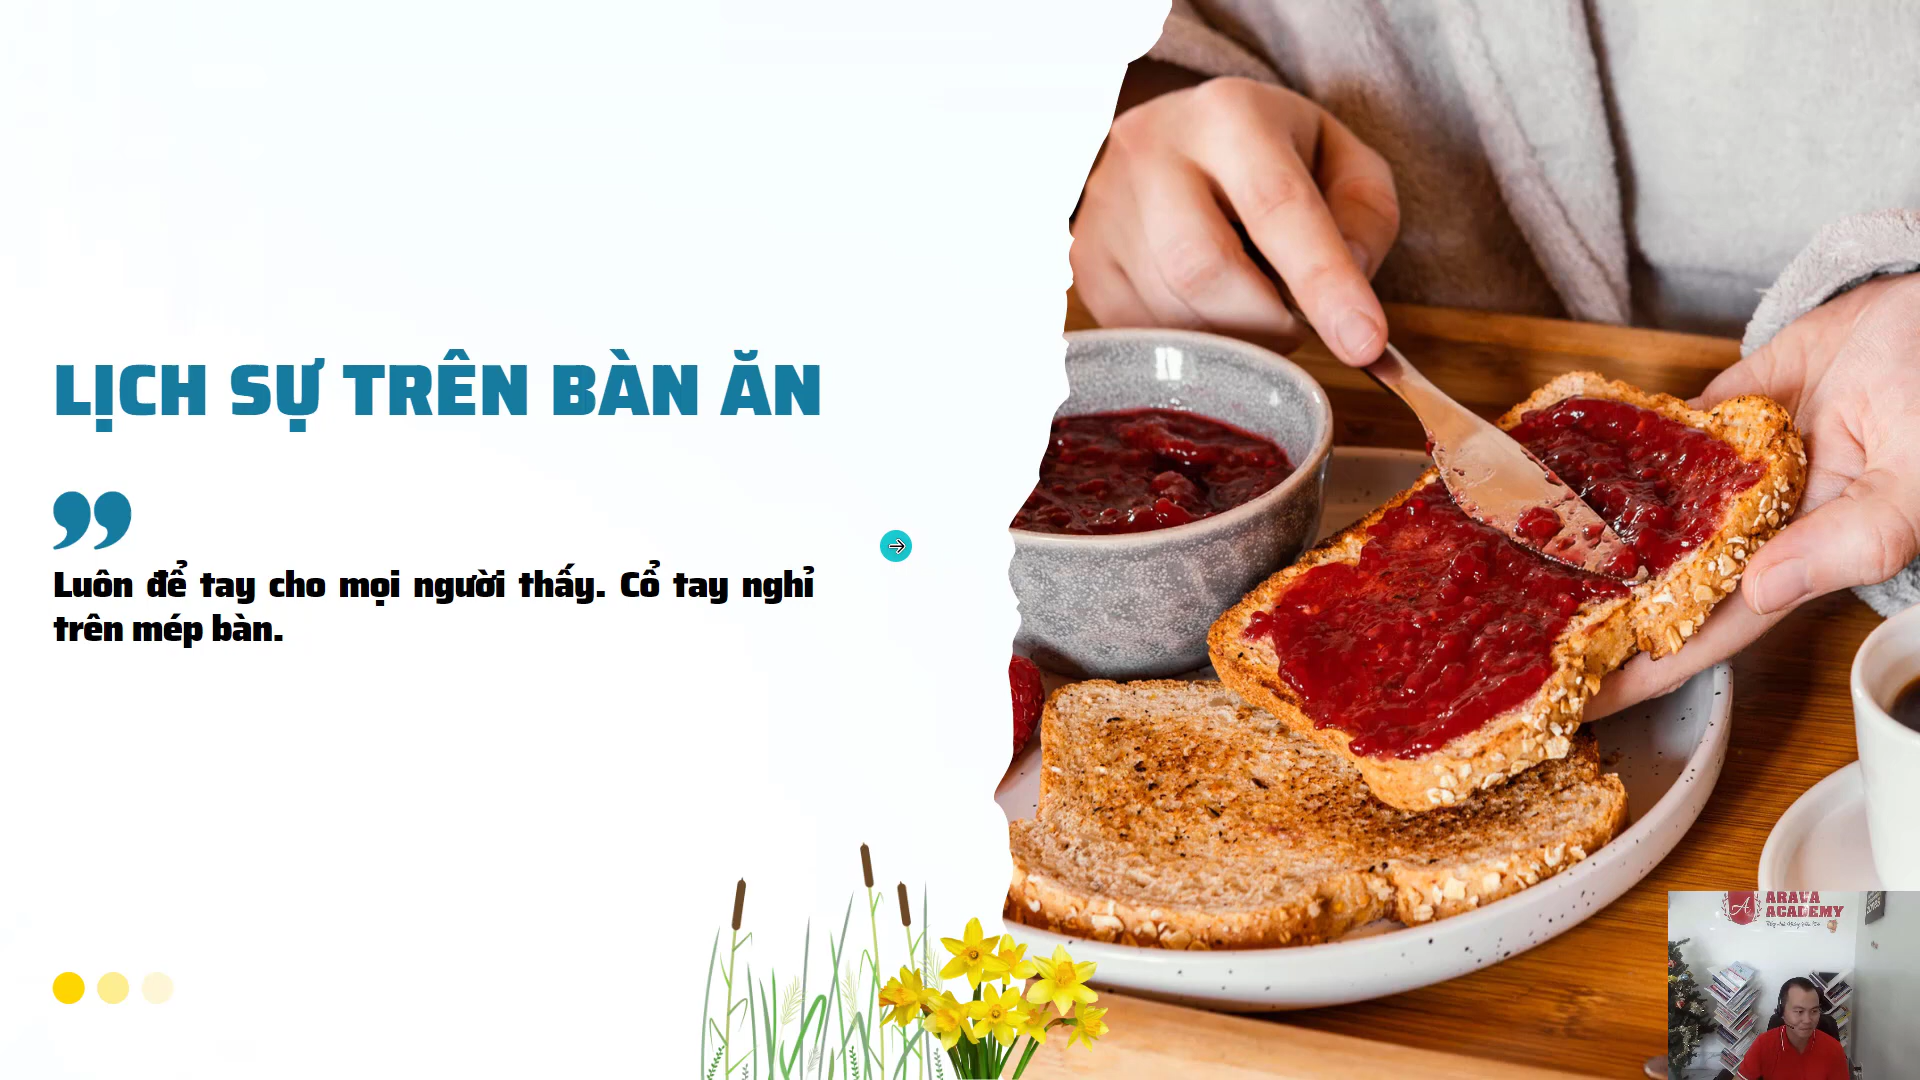 LỊCH SỰ TRÊN BÀN ĂN
Luôn để tay cho mọi người thấy. Cổ tay nghỉ
trên mép bàn.
ARAVA
ACADEMY